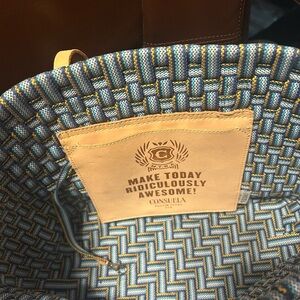 C
MAKE TODAY
RIDICULOUSLY
AWESOME!
CONSUELA